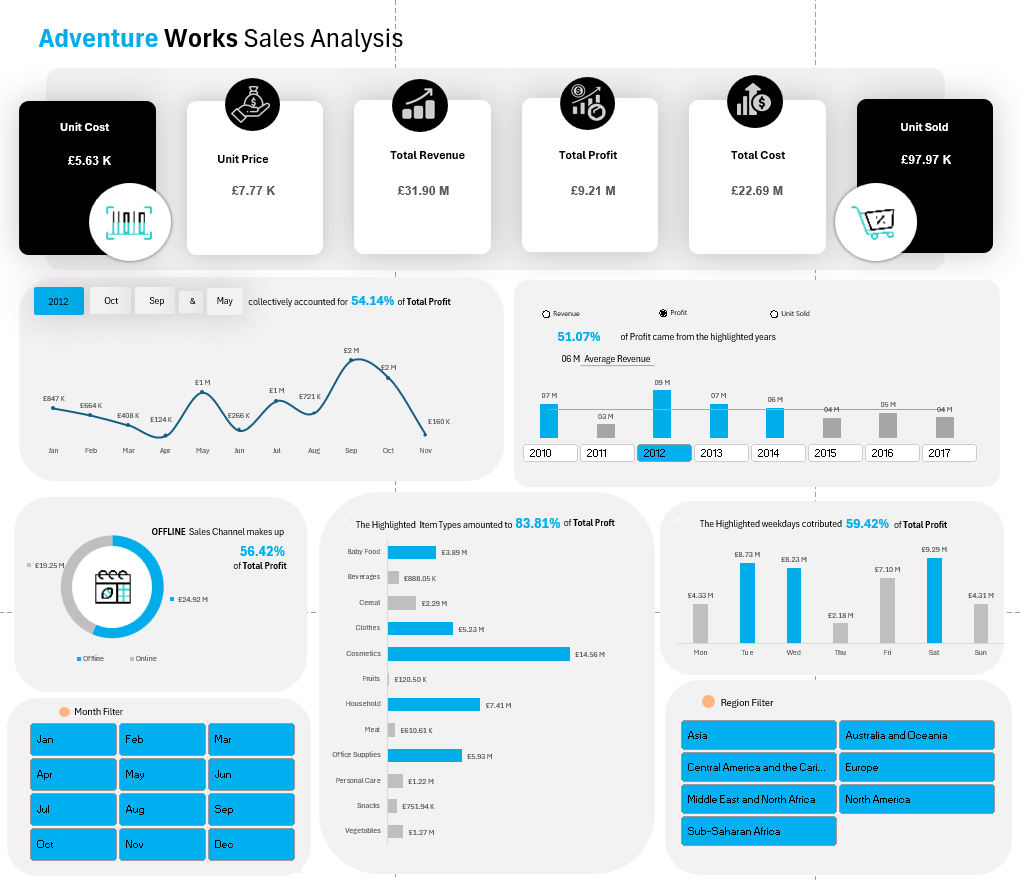 Adventure Works Sales Analysis
Unit Cost
£5.63 K
Unit Price
£7.77 K
Total Revenue
£31.90 M
Total Profit
£9.21 M
Total Cost
£22.69 M
Unit Sold
£97.97 K
2012 Oct Sep & May collectively accounted for 54.14% of Total Profit
£847 K
£664 K
£408 K
£124 K
£1 M
£266 K
£1 M
£721 K
£2 M
£2 M
£160 K
Jan Feb Mar Apr May Jun Jul Aug Sep Oct Nov
Revenue Profit Unit Sold
51.07% of Profit came from the highlighted years
06 M Average Revenue
07 M 03 M 09 M 07 M 06 M 04 M 05 M 04 M
2010 2011 2012 2013 2014 2015 2016 2017
OFFLINE Sales Channel makes up
56.42%
of Total Profit
£19.25 M
£24.92 M
Offline Online
The Highlighted Item Types amounted to 83.81% of Total Proft
Baby Food £3.89 M
Beverages £888.05 K
Cereal £2.29 M
Clothes £5.23 M
Cosmetics £14.56 M
Fruits £120.50 K
Household £7.41 M
Meat £610.61 K
Office Supplies £5.93 M
Personal Care £1.22 M
Snacks £751.94 K
Vegetables £1.27 M
The Highlighted weekdays cotributed 59.42% of Total Profit
£4.33 M £8.73 M £8.23 M £2.18 M £7.10 M £9.29 M £4.31 M
Mon Tue Wed Thu Fri Sat Sun
Month Filter
Jan Feb Mar
Apr May Jun
Jul Aug Sep
Oct Nov Dec
Region Filter
Asia Australia and Oceania
Central America and the Cari... Europe
Middle East and North Africa North America
Sub-Saharan Africa